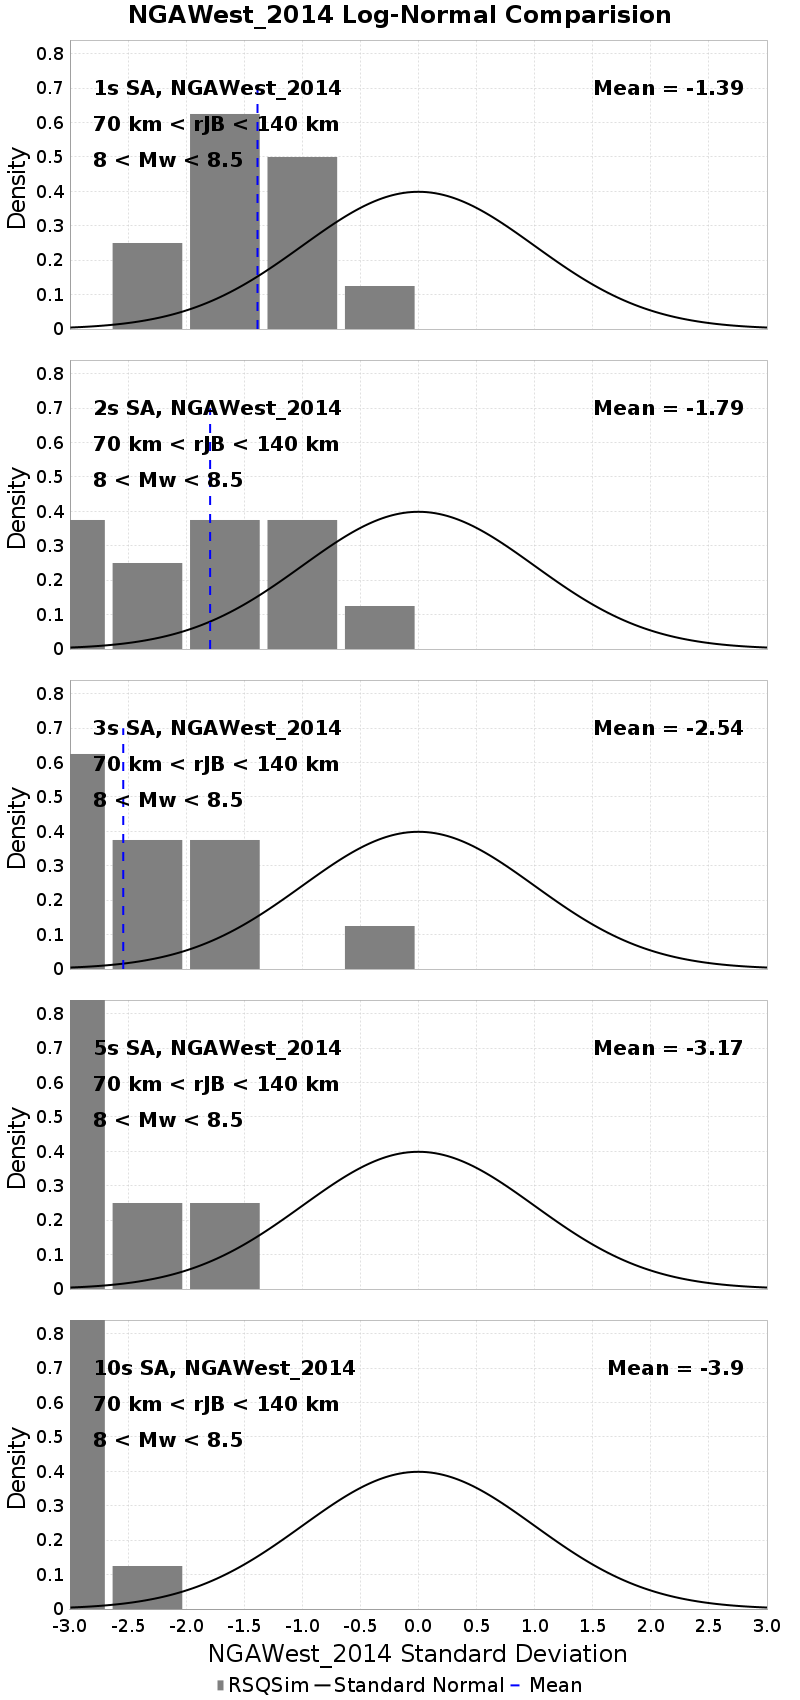 NGAWest_2014 Log-Normal Comparision
0.8
0.7
0.6
0.5
0.4
0.3
0.2
0.1
0
Density
1s SA, NGAWest_2014
Mean = -1.39
70 km < rJB < 140 km
8 < Mw < 8.5
0.8
0.7
0.6
0.5
0.4
0.3
0.2
0.1
0
Density
2s SA, NGAWest_2014
Mean = -1.79
70 km < rJB < 140 km
8 < Mw < 8.5
0.8
0.7
0.6
0.5
0.4
0.3
0.2
0.1
0
Density
3s SA, NGAWest_2014
Mean = -2.54
70 km < rJB < 140 km
8 < Mw < 8.5
0.8
0.7
0.6
0.5
0.4
0.3
0.2
0.1
0
Density
5s SA, NGAWest_2014
Mean = -3.17
70 km < rJB < 140 km
8 < Mw < 8.5
0.8
0.7
0.6
0.5
0.4
0.3
0.2
0.1
0
Density
10s SA, NGAWest_2014
Mean = -3.9
70 km < rJB < 140 km
8 < Mw < 8.5
-3.0 -2.5 -2.0 -1.5 -1.0 -0.5 0.0 0.5 1.0 1.5 2.0 2.5 3.0
NGAWest_2014 Standard Deviation
RSQSim Standard Normal Mean